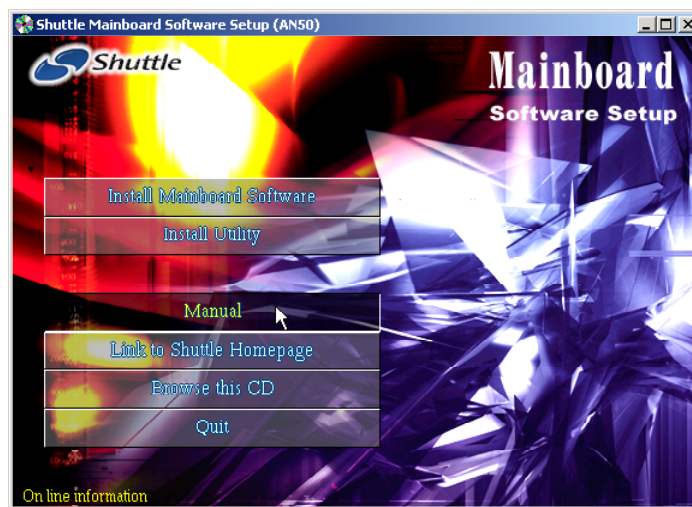 Shuttle Mainboard Software Setup (AN50)
Shuttle
Mainboard
Software Setup
Install Mainboard Software
Install Utility
Manual
Link to Shuttle Homepage
Browse this CD
Quit
On line information